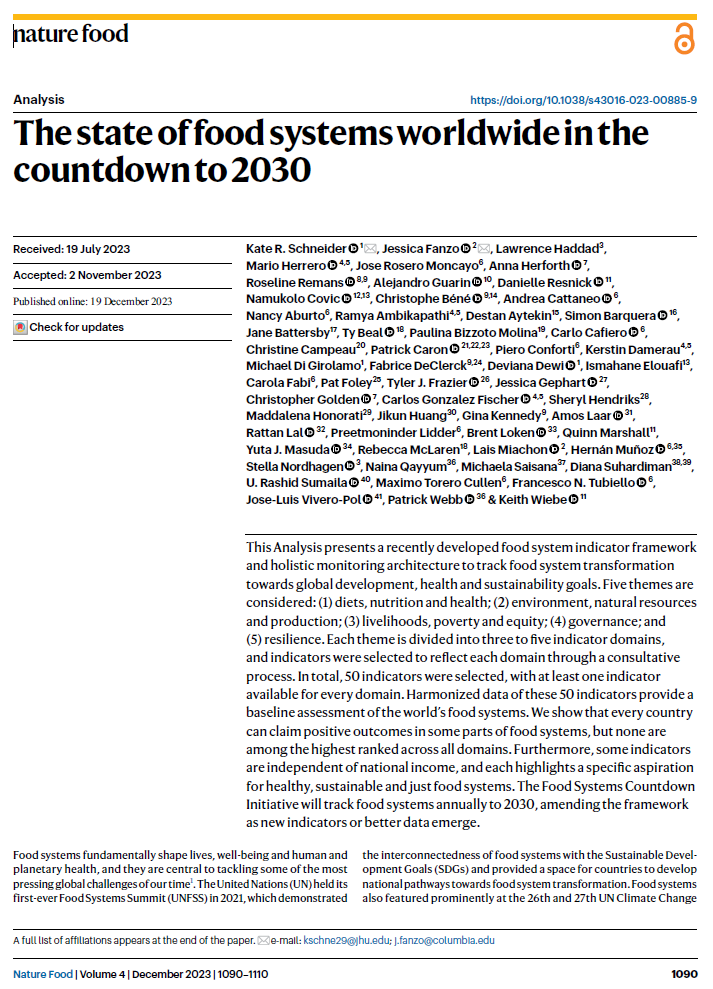 nature food
Analysis
https://doi.org/10.1038/s43016-023-00885-9
The state of food systems worldwide in the
countdown to 2030
Received: 19 July 2023
Accepted: 2 November 2023
Published online: 19 December 2023
Check for updates
Kate R. Schneider 1, Jessica Fanzo 2, Lawrence Haddad3,
Mario Herrero 4,5, Jose Rosero Moncayo6, Anna Herforth 7,
Roseline Remans 8,9, Alejandro Guarin 10, Danielle Resnick 11,
Namukolo Covic 12,13, Christophe Béné 9,14, Andrea Cattaneo 6,
Nancy Aburto6, Ramya Ambikapathi4,5, Destan Aytekin15, Simon Barquera 16,
Jane Battersby17, Ty Beal 18, Paulina Bizzoto Molina19, Carlo Cafiero 6,
Christine Campeau20, Patrick Caron 21,22,23, Piero Conforti6, Kerstin Damerau4,5,
Michael Di Girolamo1, Fabrice DeClerck9,24, Deviana Dewi 1, Ismahane Elouafi13,
Carola Fabi6, Pat Foley25, Tyler J. Frazier 26, Jessica Gephart 27,
Christopher Golden 7, Carlos Gonzalez Fischer 4,5, Sheryl Hendriks28,
Maddalena Honorati29, Jikun Huang30, Gina Kennedy9, Amos Laar 31,
Rattan Lal 32, Preetmoninder Lidder6, Brent Loken 33, Quinn Marshall11,
Yuta J. Masuda 34, Rebecca McLaren18, Lais Miachon 2, Hernán Muñoz 6,35,
Stella Nordhagen 3, Naina Qayyum36, Michaela Saisana37, Diana Suhardiman38,39,
U. Rashid Sumaila 40, Maximo Torero Cullen6, Francesco N. Tubiello 6,
Jose-Luis Vivero-Pol 41, Patrick Webb 36 & Keith Wiebe 11
This Analysis presents a recently developed food system indicator framework
and holistic monitoring architecture to track food system transformation
towards global development, health and sustainability goals. Five themes are
considered: (1) diets, nutrition and health; (2) environment, natural resources
and production; (3) livelihoods, poverty and equity; (4) governance; and
(5) resilience. Each theme is divided into three to five indicator domains,
and indicators were selected to reflect each domain through a consultative
process. In total, 50 indicators were selected, with at least one indicator
available for every domain. Harmonized data of these 50 indicators provide a
baseline assessment of the world's food systems. We show that every country
can claim positive outcomes in some parts of food systems, but none are
among the highest ranked across all domains. Furthermore, some indicators
are independent of national income, and each highlights a specific aspiration
for healthy, sustainable and just food systems. The Food Systems Countdown
Initiative will track food systems annually to 2030, amending the framework
as new indicators or better data emerge.
Food systems fundamentally shape lives, well-being and human and
planetary health, and they are central to tackling some of the most
pressing global challenges of our time1. The United Nations (UN) held its
first-ever Food Systems Summit (UNFSS) in 2021, which demonstrated
the interconnectedness of food systems with the Sustainable Devel-
opment Goals (SDGs) and provided a space for countries to develop
national pathways towards food system transformation. Food systems
also featured prominently at the 26th and 27th UN Climate Change
A full list of affiliations appears at the end of the paper. e-mail: kschne29@jhu.edu; j.fanzo@columbia.edu
Nature Food | Volume 4 | December 2023 | 1090–1110
1090